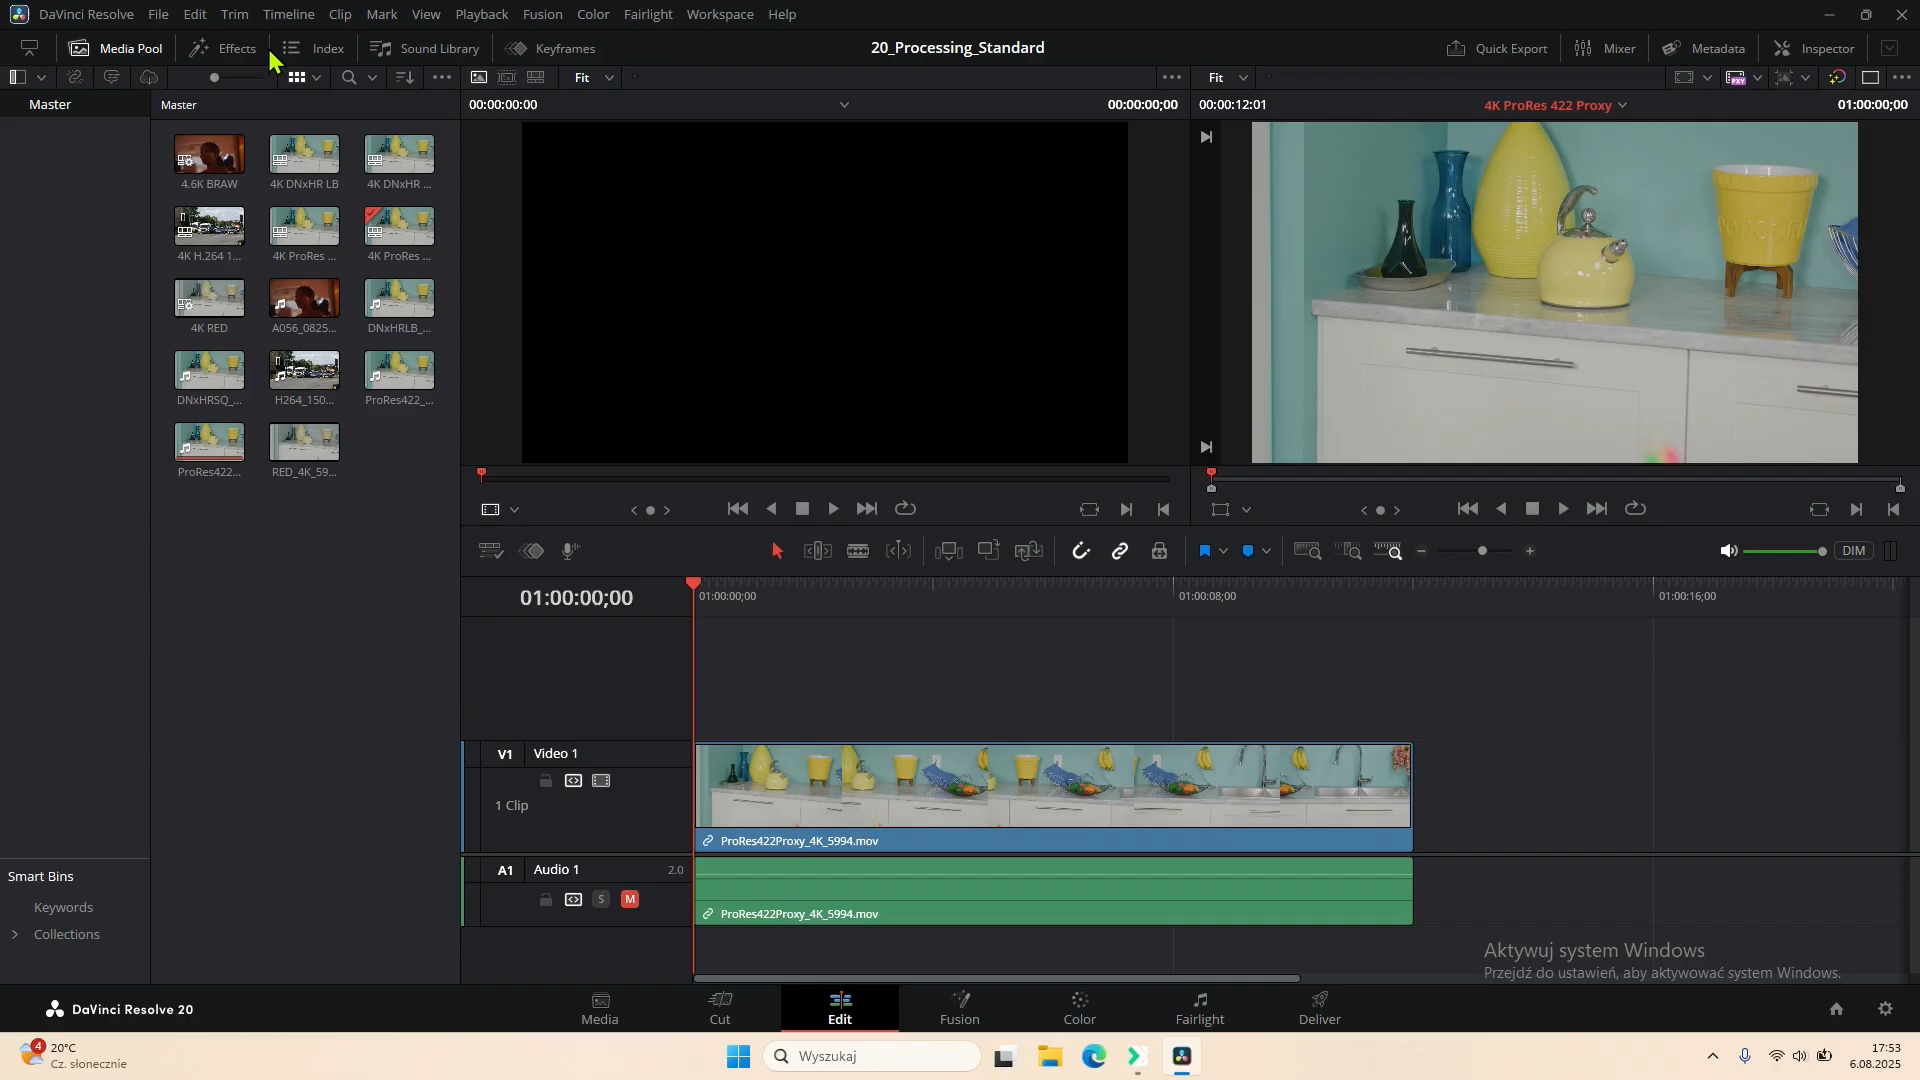 DaVinci Resolve File Edit Trim Timeline Clip Mark View Playback Fusion Color Fairlight Workspace Help
Media Pool Effects Index Sound Library Keyframes 20_Processing_Standard Quick Export Mixer Metadata Inspector
Fit Fit PXY
Master Master 00:00:00:00 00:00:00;00 00:00:12:01 4K ProRes 422 Proxy 01:00:00;00
4.6K BRAW 4K DNxHR LB 4K DNxHR ...
4K H.264 1... 4K ProRes ... 4K ProRes ...
4K RED A056_0825... DNxHRLB_...
DNxHRSQ_... H264_150... ProRes422_...
ProRes422... RED_4K_59...
POPCORN
DIM
01:00:00;00 01:00:00;00 01:00:08;00 01:00:16;00
V1 Video 1
1 Clip
ProRes422Proxy_4K_5994.mov
A1 Audio 1 2.0
S M
ProRes422Proxy_4K_5994.mov
Smart Bins
Keywords
Collections
Aktywuj system Windows
Przejdź do ustawień, aby aktywować system Windows.
DaVinci Resolve 20 Media Cut Edit Fusion Color Fairlight Deliver
4 20°C
Cz. słonecznie
Wyszukaj
17:53
6.08.2025